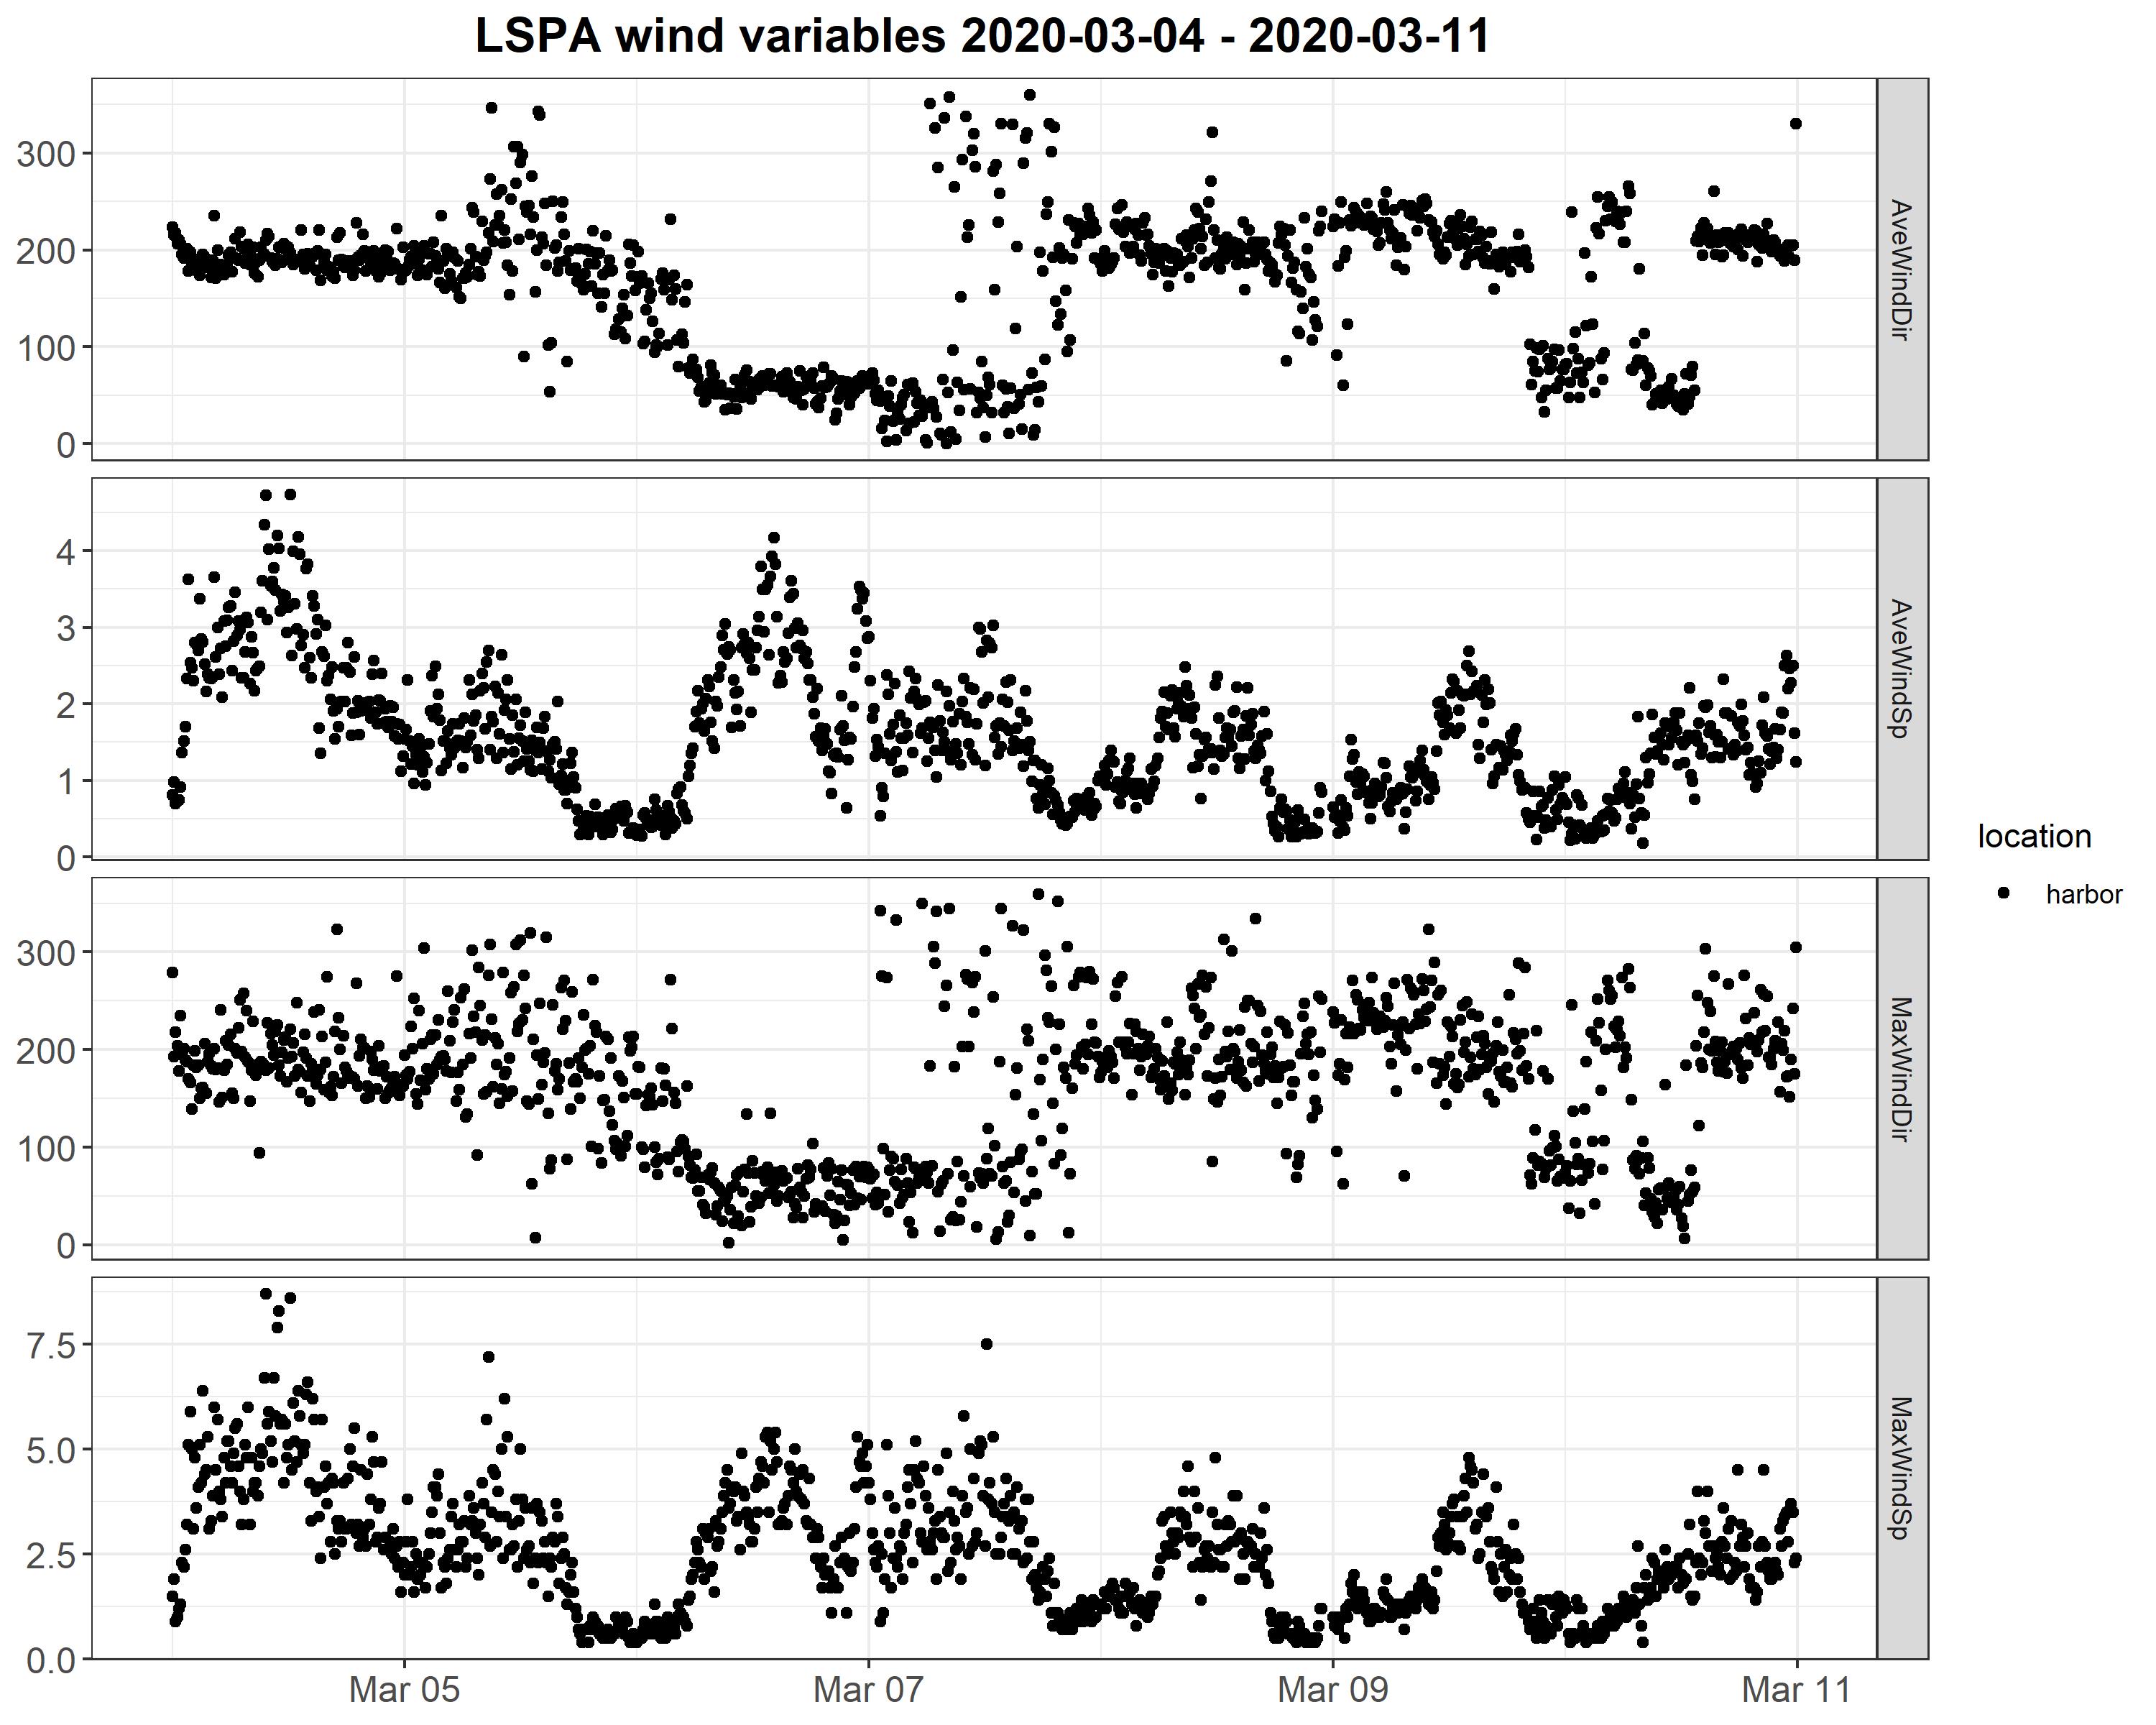 LSPA wind variables 2020-03-04 - 2020-03-11
300
200
100
0
AveWindDir
4
3
2
1
0
AveWindSp
300
200
100
0
MaxWindDir
7.5
5.0
2.5
0.0
MaxWindSp
Mar 05
Mar 07
Mar 09
Mar 11
location
harbor